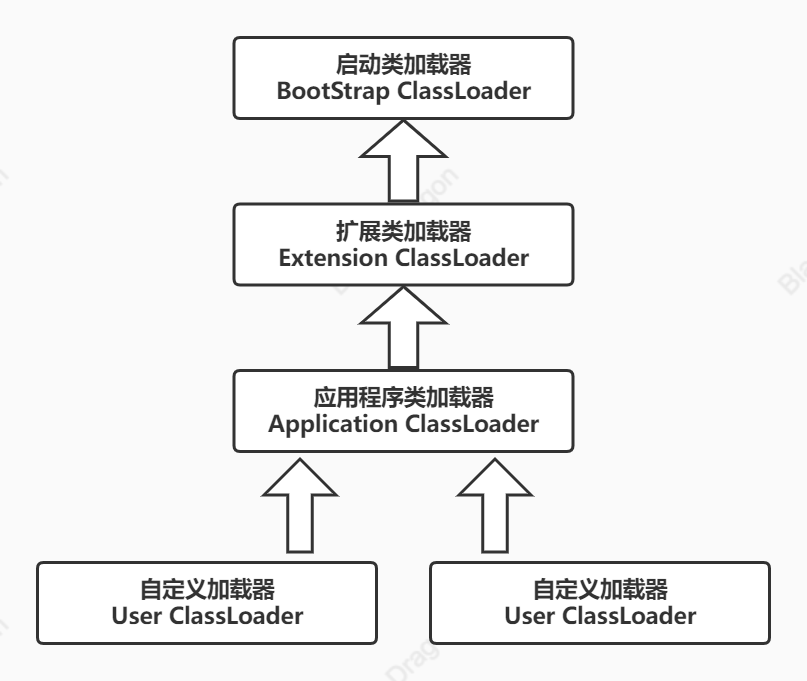 启动类加载器
BootStrap ClassLoader
扩展类加载器
Extension ClassLoader
应用程序类加载器
Application ClassLoader
自定义加载器
User ClassLoader
自定义加载器
User ClassLoader